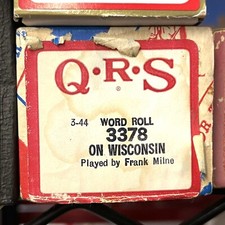 Q·R·S
®
3-44 WORD ROLL
3378
ON WISCONSIN
Played by Frank Milne